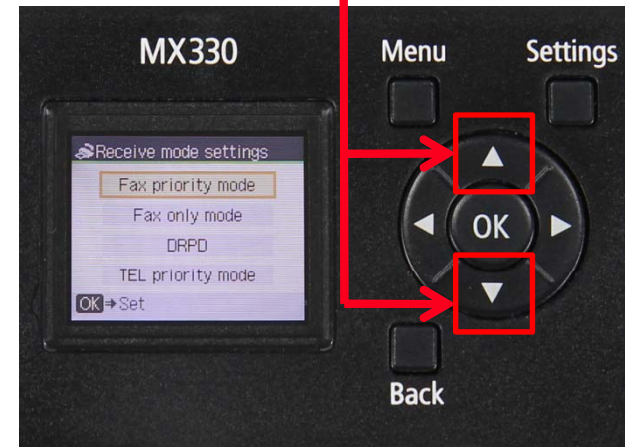 MX330
Menu
Settings
Receive mode settings
Fax priority mode
Fax only mode
DRPD
TEL priority mode
OK⇒Set
OK
Back